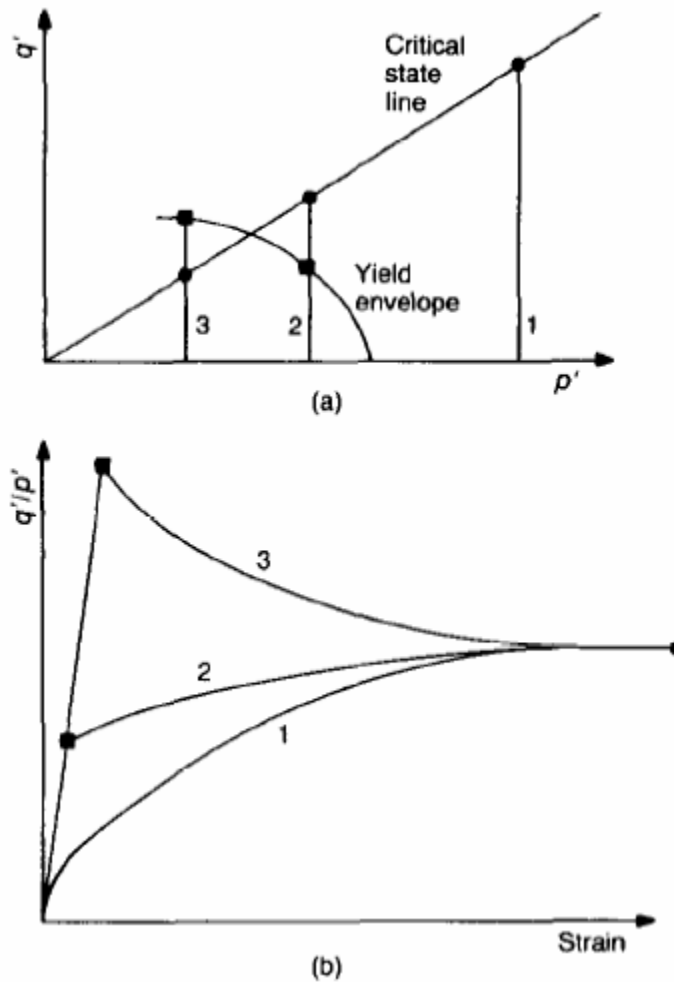 q'
Critical
state
line
Yield
envelope
3
2
1
p'
(a)
q'/p'
3
2
1
Strain
(b)